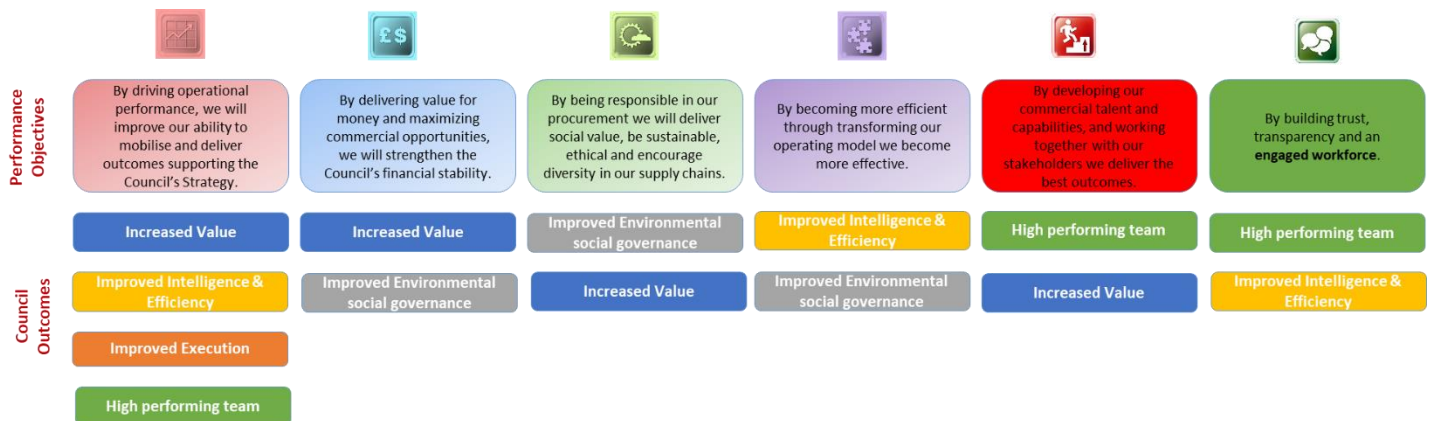 £$
Performance
Objectives
By driving operational
performance, we will
improve our ability to
mobilise and deliver
outcomes supporting the
Council's Strategy.
By delivering value for
money and maximizing
commercial opportunities,
we will strengthen the
Council's financial stability.
By being responsible in our
procurement we will deliver
social value, be sustainable,
ethical and encourage
diversity in our supply chains.
By becoming more efficient
through transforming our
operating model we become
more effective.
By developing our
commercial talent and
capabilities, and working
together with our
stakeholders we deliver the
best outcomes.
By building trust,
transparency and an
engaged workforce.
Council
Outcomes
Increased Value
Increased Value
Improved Environmental
social governance
Improved Intelligence &
Efficiency
High performing team
High performing team
Improved Intelligence &
Efficiency
Improved Environmental
social governance
Increased Value
Improved Environmental
social governance
Increased Value
Improved Intelligence &
Efficiency
Improved Execution
High performing team